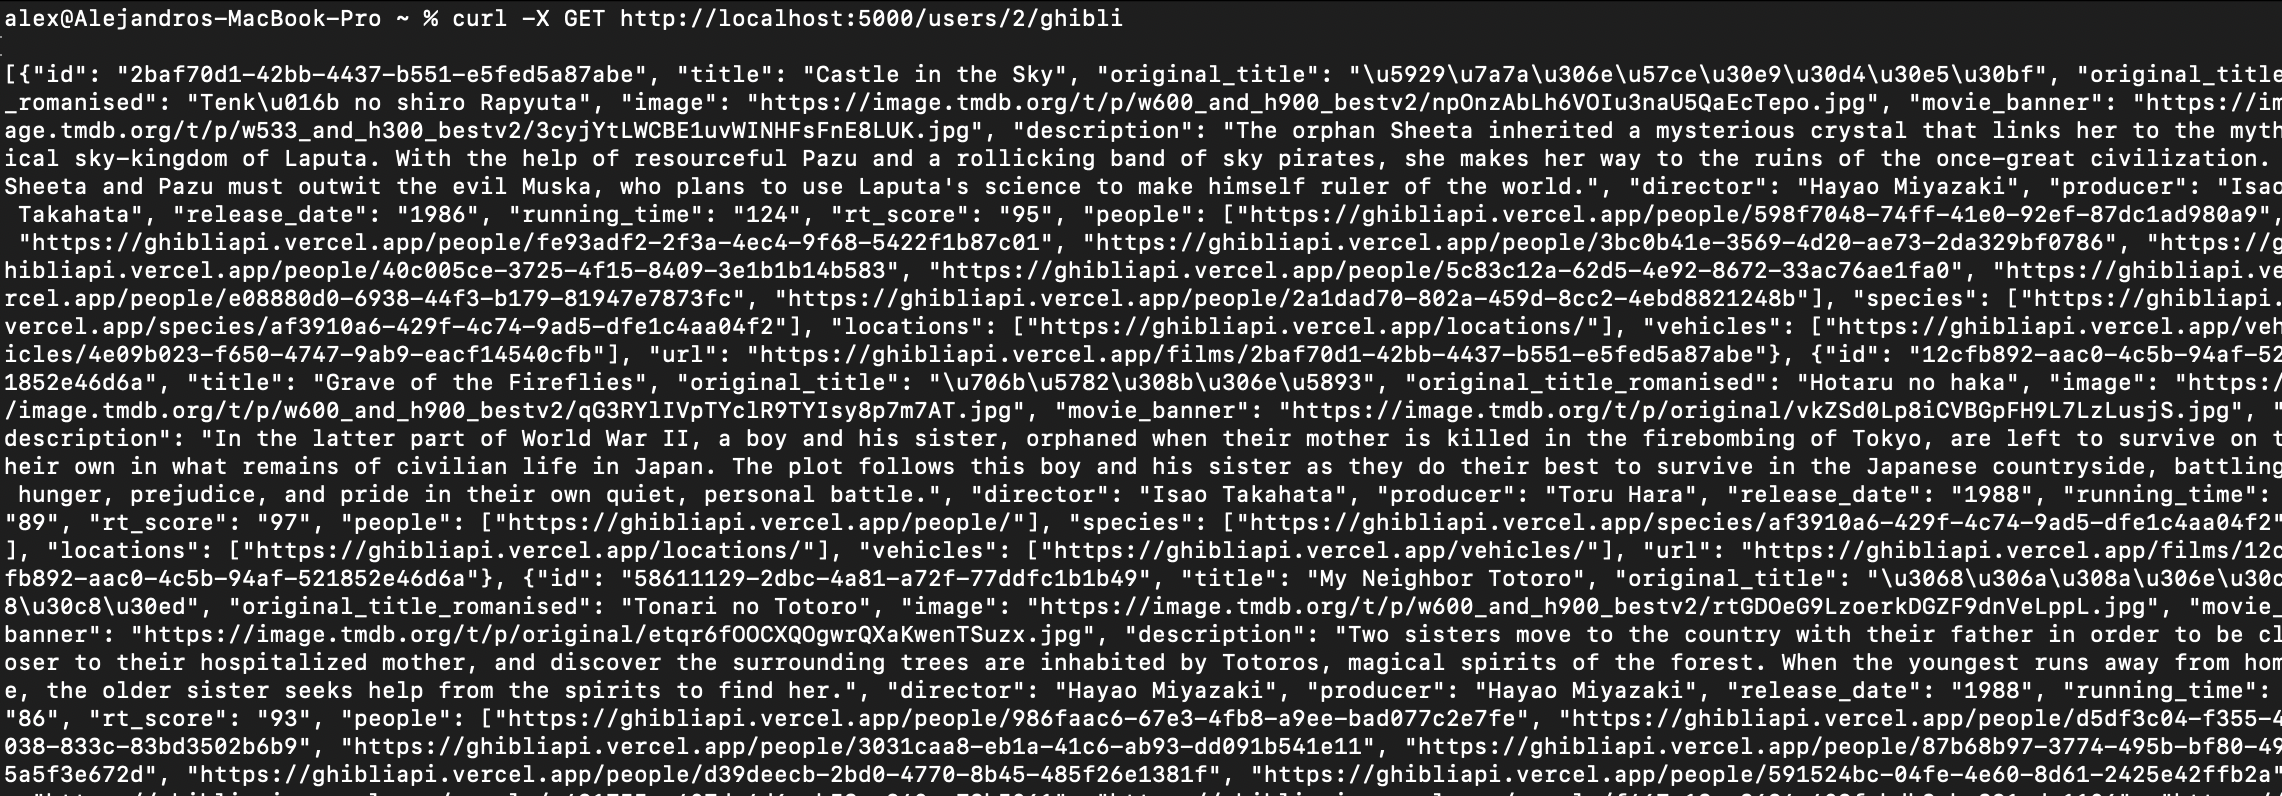 alex@Alejandros-MacBook-Pro ~ % curl -X GET http://localhost:5000/users/2/ghibli
[{"id": "2baf70d1-42bb-4437-b551-e5fed5a87abe", "title": "Castle in the Sky", "original_title": "\u5929\u7a7a\u306e\u57ce\u30e9\u30d4\u30e5\u30bf", "original_title
_romanised": "Tenk\u016b no shiro Rapyuta", "image": "https://image.tmdb.org/t/p/w600_and_h900_bestv2/npOnzAbLh6VOIu3naU5QaEcTepo.jpg", "movie_banner": "https://im
age.tmdb.org/t/p/w533_and_h300_bestv2/3cyjYtLWCBE1uvWINHFsFnE8LUK.jpg", "description": "The orphan Sheeta inherited a mysterious crystal that links her to the myth
ical sky-kingdom of Laputa. With the help of resourceful Pazu and a rollicking band of sky pirates, she makes her way to the ruins of the once-great civilization.
Sheeta and Pazu must outwit the evil Muska, who plans to use Laputa's science to make himself ruler of the world.", "director": "Hayao Miyazaki", "producer": "Isao
Takahata", "release_date": "1986", "running_time": "124", "rt_score": "95", "people": ["https://ghibliapi.vercel.app/people/598f7048-74ff-41e0-92ef-87dc1ad980a9",
"https://ghibliapi.vercel.app/people/fe93adf2-2f3a-4ec4-9f68-5422f1b87c01", "https://ghibliapi.vercel.app/people/3bc0b41e-3569-4d20-ae73-2da329bf0786", "https://g
hibliapi.vercel.app/people/40c005ce-3725-4f15-8409-3e1b1b14b583", "https://ghibliapi.vercel.app/people/5c83c12a-62d5-4e92-8672-33ac76ae1fa0", "https://ghibliapi.ve
rcel.app/people/e08880d0-6938-44f3-b179-81947e7873fc", "https://ghibliapi.vercel.app/people/2a1dad70-802a-459d-8cc2-4ebd8821248b"], "species": ["https://ghibliapi.
vercel.app/species/af3910a6-429f-4c74-9ad5-dfe1c4aa04f2"], "locations": ["https://ghibliapi.vercel.app/locations/"], "vehicles": ["https://ghibliapi.vercel.app/veh
icles/4e09b023-f650-4747-9ab9-eacf14540cfb"], "url": "https://ghibliapi.vercel.app/films/2baf70d1-42bb-4437-b551-e5fed5a87abe"}, {"id": "12cfb892-aac0-4c5b-94af-52
1852e46d6a", "title": "Grave of the Fireflies", "original_title": "\u706b\u5782\u308b\u306e\u5893", "original_title_romanised": "Hotaru no haka", "image": "https:/
/image.tmdb.org/t/p/w600_and_h900_bestv2/qG3RYlIVpTYclR9TYIsy8p7m7AT.jpg", "movie_banner": "https://image.tmdb.org/t/p/original/vkZSd0Lp8iCVBGpFH9L7LzLusjS.jpg", "
description": "In the latter part of World War II, a boy and his sister, orphaned when their mother is killed in the firebombing of Tokyo, are left to survive on t
heir own in what remains of civilian life in Japan. The plot follows this boy and his sister as they do their best to survive in the Japanese countryside, battling
hunger, prejudice, and pride in their own quiet, personal battle.", "director": "Isao Takahata", "producer": "Toru Hara", "release_date": "1988", "running_time":
"89", "rt_score": "97", "people": ["https://ghibliapi.vercel.app/people/"], "species": ["https://ghibliapi.vercel.app/species/af3910a6-429f-4c74-9ad5-dfe1c4aa04f2"
], "locations": ["https://ghibliapi.vercel.app/locations/"], "vehicles": ["https://ghibliapi.vercel.app/vehicles/"], "url": "https://ghibliapi.vercel.app/films/12c
fb892-aac0-4c5b-94af-521852e46d6a"}, {"id": "58611129-2dbc-4a81-a72f-77ddfc1b1b49", "title": "My Neighbor Totoro", "original_title": "\u3068\u306a\u308a\u306e\u30c
8\u30c8\u30ed", "original_title_romanised": "Tonari no Totoro", "image": "https://image.tmdb.org/t/p/w600_and_h900_bestv2/rtGDOeG9LzoerkDGZF9dnVeLppL.jpg", "movie_
banner": "https://image.tmdb.org/t/p/original/etqr6fOOCXQOgwrQXaKwenTSuzx.jpg", "description": "Two sisters move to the country with their father in order to be cl
oser to their hospitalized mother, and discover the surrounding trees are inhabited by Totoros, magical spirits of the forest. When the youngest runs away from hom
e, the older sister seeks help from the spirits to find her.", "director": "Hayao Miyazaki", "producer": "Hayao Miyazaki", "release_date": "1988", "running_time":
"86", "rt_score": "93", "people": ["https://ghibliapi.vercel.app/people/986faac6-67e3-4fb8-a9ee-bad077c2e7fe", "https://ghibliapi.vercel.app/people/d5df3c04-f355-4
038-833c-83bd3502b6b9", "https://ghibliapi.vercel.app/people/3031caa8-eb1a-41c6-ab93-dd091b541e11", "https://ghibliapi.vercel.app/people/87b68b97-3774-495b-bf80-49
5a5f3e672d", "https://ghibliapi.vercel.app/people/d39deecb-2bd0-4770-8b45-485f26e1381f", "https://ghibliapi.vercel.app/people/591524bc-04fe-4e60-8d61-2425e42ffb2a"